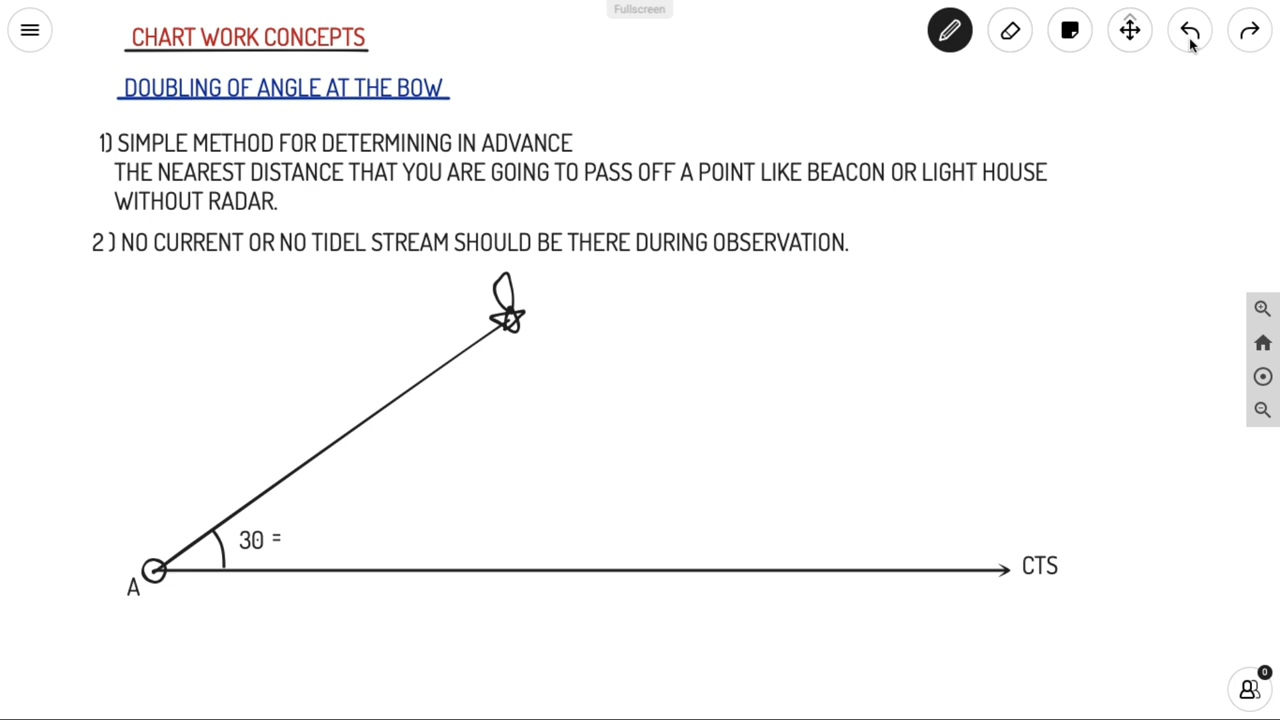 Fullscreen
CHART WORK CONCEPTS
DOUBLING OF ANGLE AT THE BOW
1) SIMPLE METHOD FOR DETERMINING IN ADVANCE
THE NEAREST DISTANCE THAT YOU ARE GOING TO PASS OFF A POINT LIKE BEACON OR LIGHT HOUSE
WITHOUT RADAR.
2 ) NO CURRENT OR NO TIDEL STREAM SHOULD BE THERE DURING OBSERVATION.
30 =
A
CTS
0